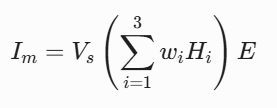 I_m = V_s \left( \sum_{i=1}^{3} w_i H_i \right) E